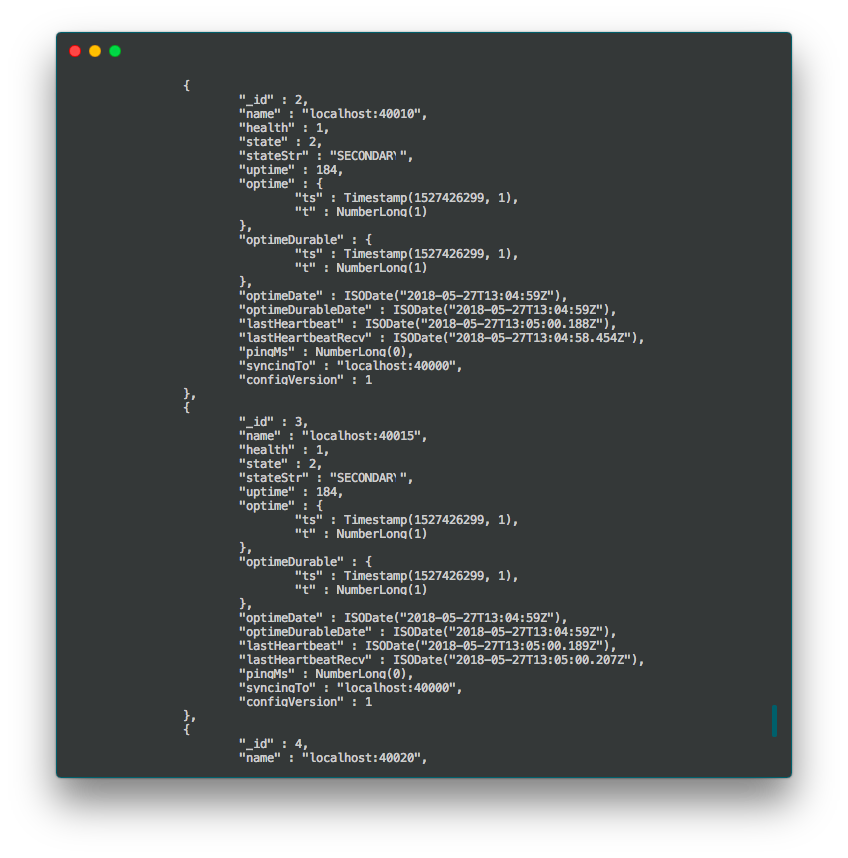 {
"_id" : 2,
"name" : "localhost:40010",
"health" : 1,
"state" : 2,
"stateStr" : "SECONDARY",
"uptime" : 184,
"optime" : {
"ts" : Timestamp(1527426299, 1),
"t" : NumberLong(1)
},
"optimeDurable" : {
"ts" : Timestamp(1527426299, 1),
"t" : NumberLong(1)
},
"optimeDate" : ISODate("2018-05-27T13:04:59Z"),
"optimeDurableDate" : ISODate("2018-05-27T13:04:59Z"),
"lastHeartbeat" : ISODate("2018-05-27T13:05:00.188Z"),
"lastHeartbeatRecv" : ISODate("2018-05-27T13:04:58.454Z"),
"pingMs" : NumberLong(0),
"syncingTo" : "localhost:40000",
"configVersion" : 1
},
{
"_id" : 3,
"name" : "localhost:40015",
"health" : 1,
"state" : 2,
"stateStr" : "SECONDARY",
"uptime" : 184,
"optime" : {
"ts" : Timestamp(1527426299, 1),
"t" : NumberLong(1)
},
"optimeDurable" : {
"ts" : Timestamp(1527426299, 1),
"t" : NumberLong(1)
},
"optimeDate" : ISODate("2018-05-27T13:04:59Z"),
"optimeDurableDate" : ISODate("2018-05-27T13:04:59Z"),
"lastHeartbeat" : ISODate("2018-05-27T13:05:00.189Z"),
"lastHeartbeatRecv" : ISODate("2018-05-27T13:05:00.207Z"),
"pingMs" : NumberLong(0),
"syncingTo" : "localhost:40000",
"configVersion" : 1
},
{
"_id" : 4,
"name" : "localhost:40020",